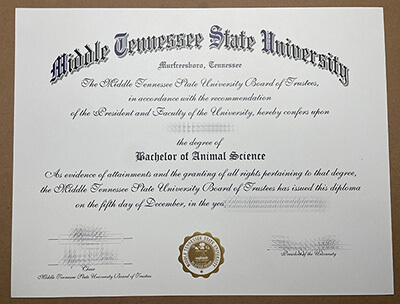 Middle Tennessee State University
Murfreesboro, Tennessee
The Middle Tennessee State University Board of Trustees,
in accordance with the recommendation
of the President and Faculty of the University, hereby confers upon
the degree of
Bachelor of Animal Science
As evidence of attainments and the granting of all rights pertaining to that degree,
the Middle Tennessee State University Board of Trustees has issued this diploma
on the fifth day of December, in the
Chair
Middle Tennessee State University Board of Trustees
President of the University